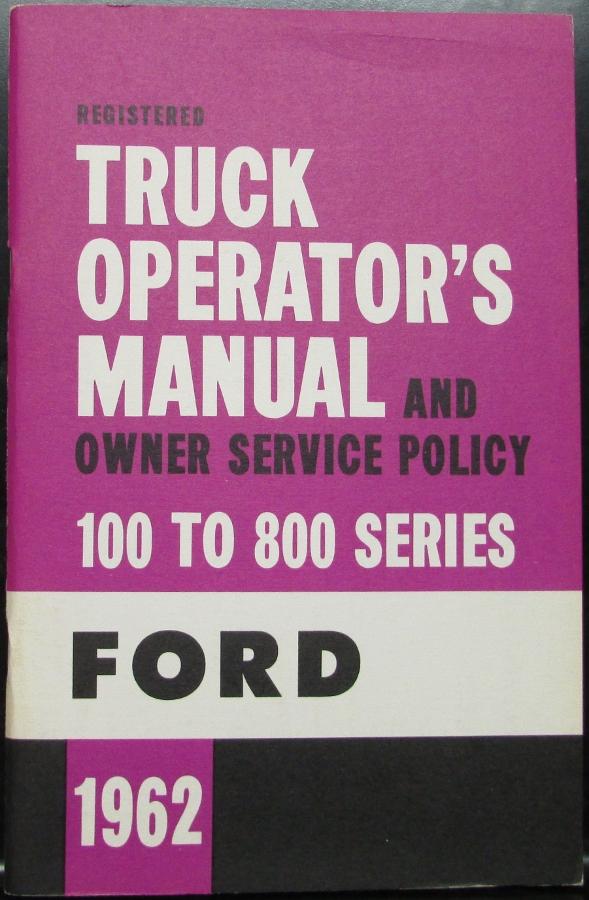 REGISTERED
TRUCK
OPERATOR'S
MANUAL AND
OWNER SERVICE POLICY
100 TO 800 SERIES
FORD
1962